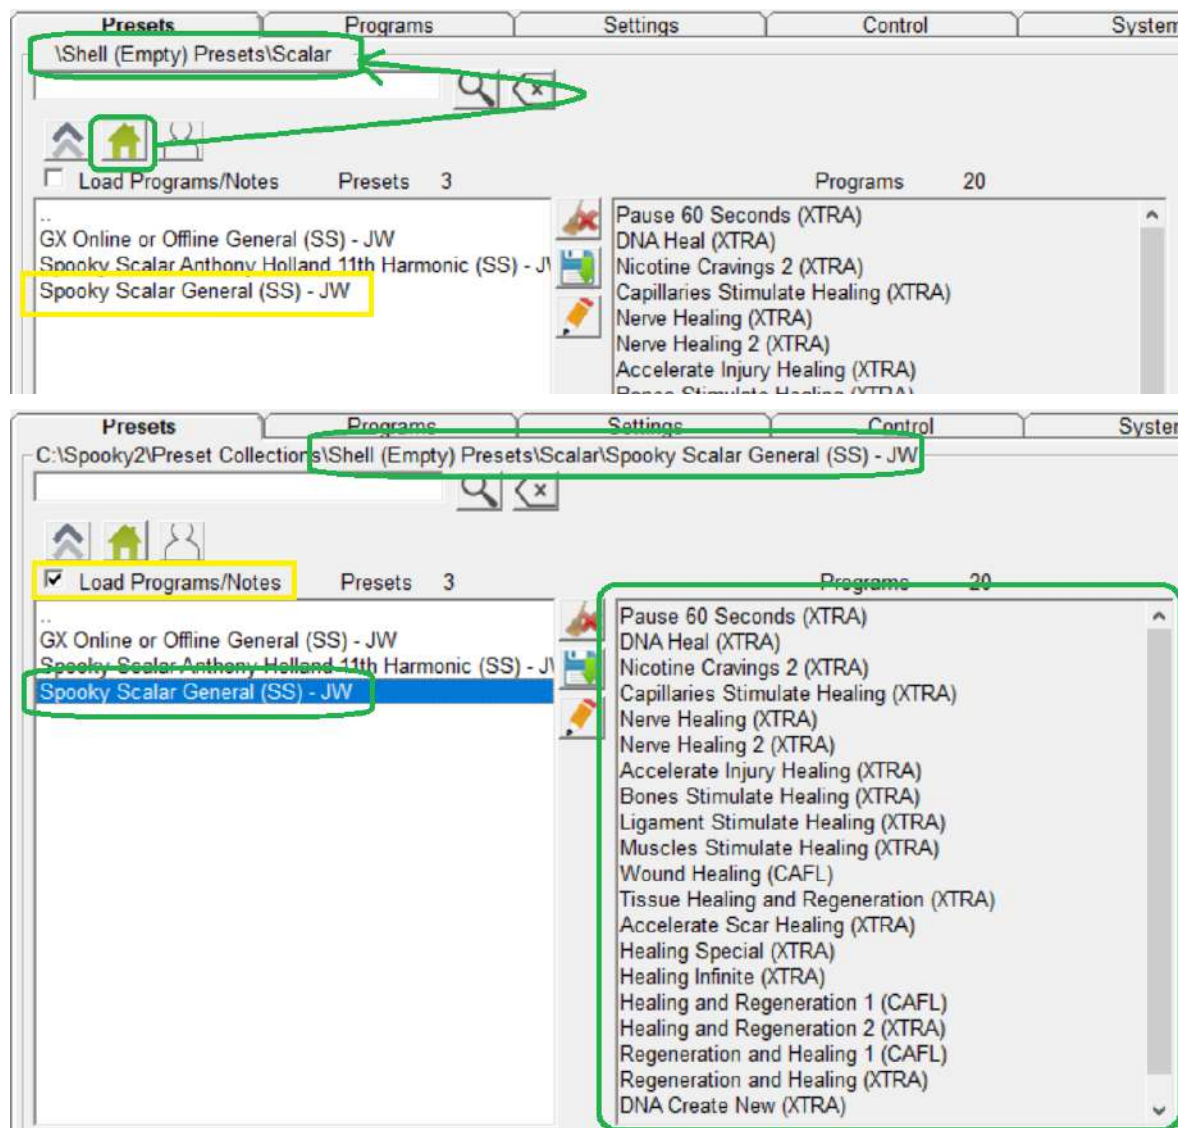 Presets Programs Settings Control System
\Shell (Empty) Presets\Scalar
Load Programs/Notes Presets 3 Programs 20
..
GX Online or Offline General (SS) - JW
Spooky Scalar Anthony Holland 11th Harmonic (SS) - J
Spooky Scalar General (SS) - JW
Pause 60 Seconds (XTRA)
DNA Heal (XTRA)
Nicotine Cravings 2 (XTRA)
Capillaries Stimulate Healing (XTRA)
Nerve Healing (XTRA)
Nerve Healing 2 (XTRA)
Accelerate Injury Healing (XTRA)
Bones Stimulate Healing (XTRA)
Presets Programs Settings Control Syster
C:\Spooky2\Preset Collections\Shell (Empty) Presets\Scalar\Spooky Scalar General (SS) - JW
Load Programs/Notes Presets 3 Programs 20
..
GX Online or Offline General (SS) - JW
Spooky Scalar Anthony Holland 11th Harmonic (SS) - J
Spooky Scalar General (SS) - JW
Pause 60 Seconds (XTRA)
DNA Heal (XTRA)
Nicotine Cravings 2 (XTRA)
Capillaries Stimulate Healing (XTRA)
Nerve Healing (XTRA)
Nerve Healing 2 (XTRA)
Accelerate Injury Healing (XTRA)
Bones Stimulate Healing (XTRA)
Ligament Stimulate Healing (XTRA)
Muscles Stimulate Healing (XTRA)
Wound Healing (CAFL)
Tissue Healing and Regeneration (XTRA)
Accelerate Scar Healing (XTRA)
Healing Special (XTRA)
Healing Infinite (XTRA)
Healing and Regeneration 1 (CAFL)
Healing and Regeneration 2 (XTRA)
Regeneration and Healing 1 (CAFL)
Regeneration and Healing (XTRA)
DNA Create New (XTRA)